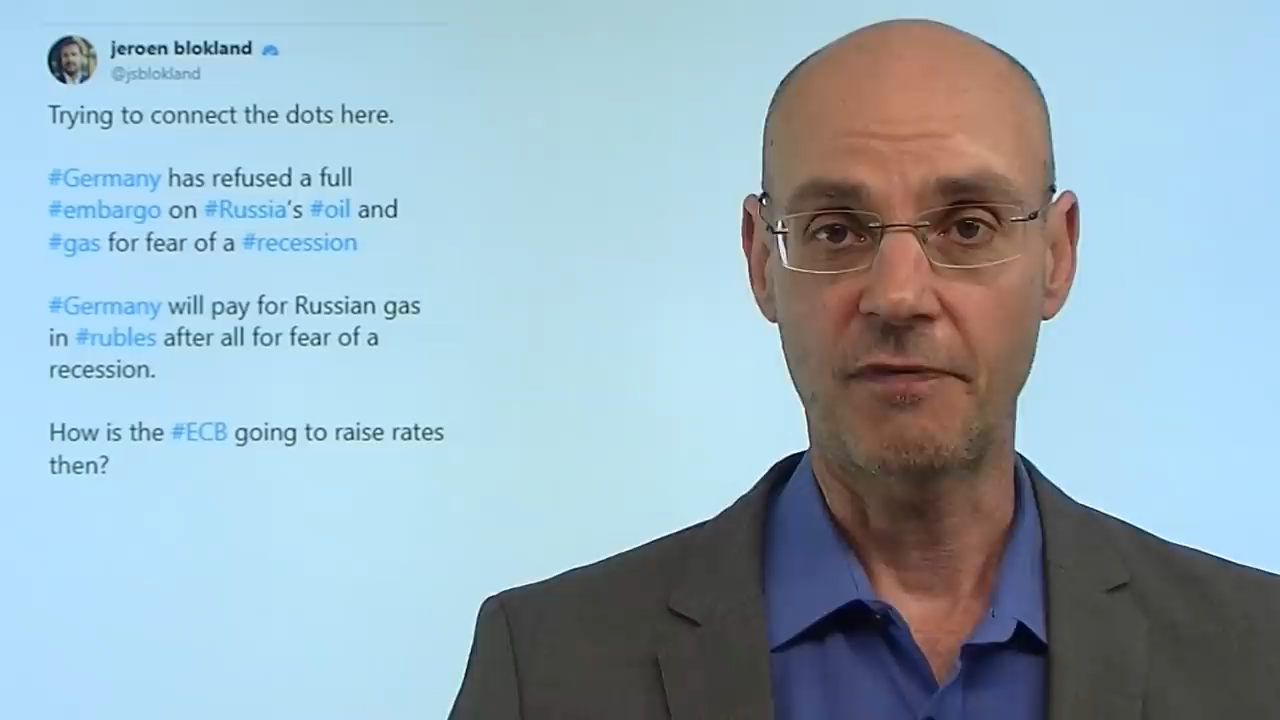 jeroen blokland
@jsblokland
Trying to connect the dots here.
#Germany has refused a full
#embargo on #Russia's #oil and
#gas for fear of a #recession
#Germany will pay for Russian gas
in #rubles after all for fear of a
recession.
How is the #ECB going to raise rates
then?